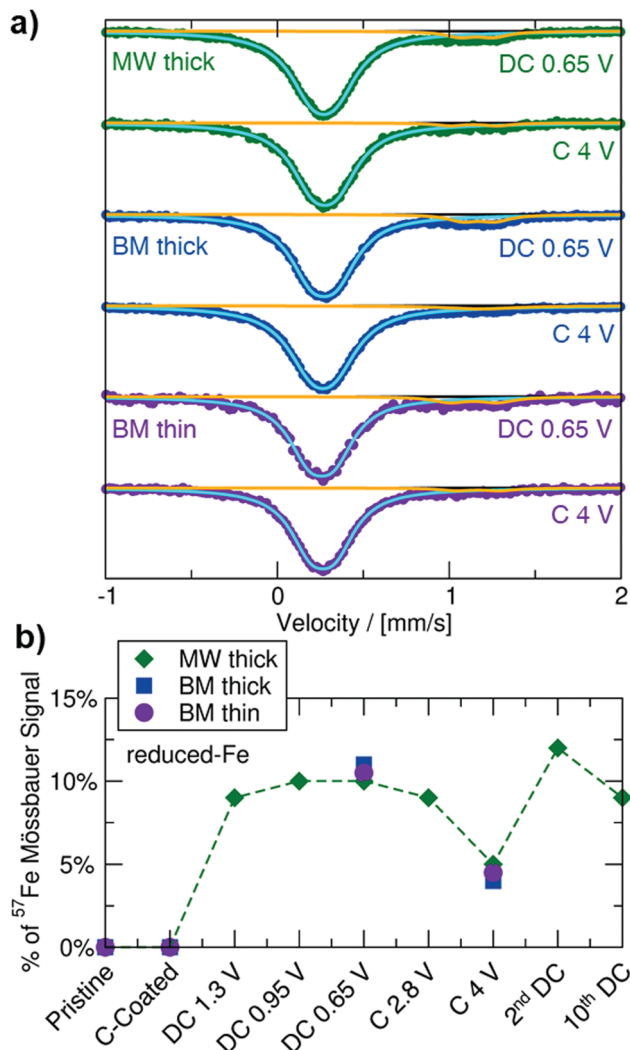 a)
MW thick
DC 0.65 V
C 4 V
BM thick
DC 0.65 V
C 4 V
BM thin
DC 0.65 V
C 4 V
-1
0
1
2
Velocity / [mm/s]
b)
MW thick
BM thick
BM thin
15%
reduced-Fe
10%
5%
0%
% of ⁵⁷Fe Mössbauer Signal
Pristine
C-Coated
DC 1.3 V
DC 0.95 V
DC 0.65 V
C 2.8 V
C 4 V
2ⁿᵈ DC
10ᵗʰ DC